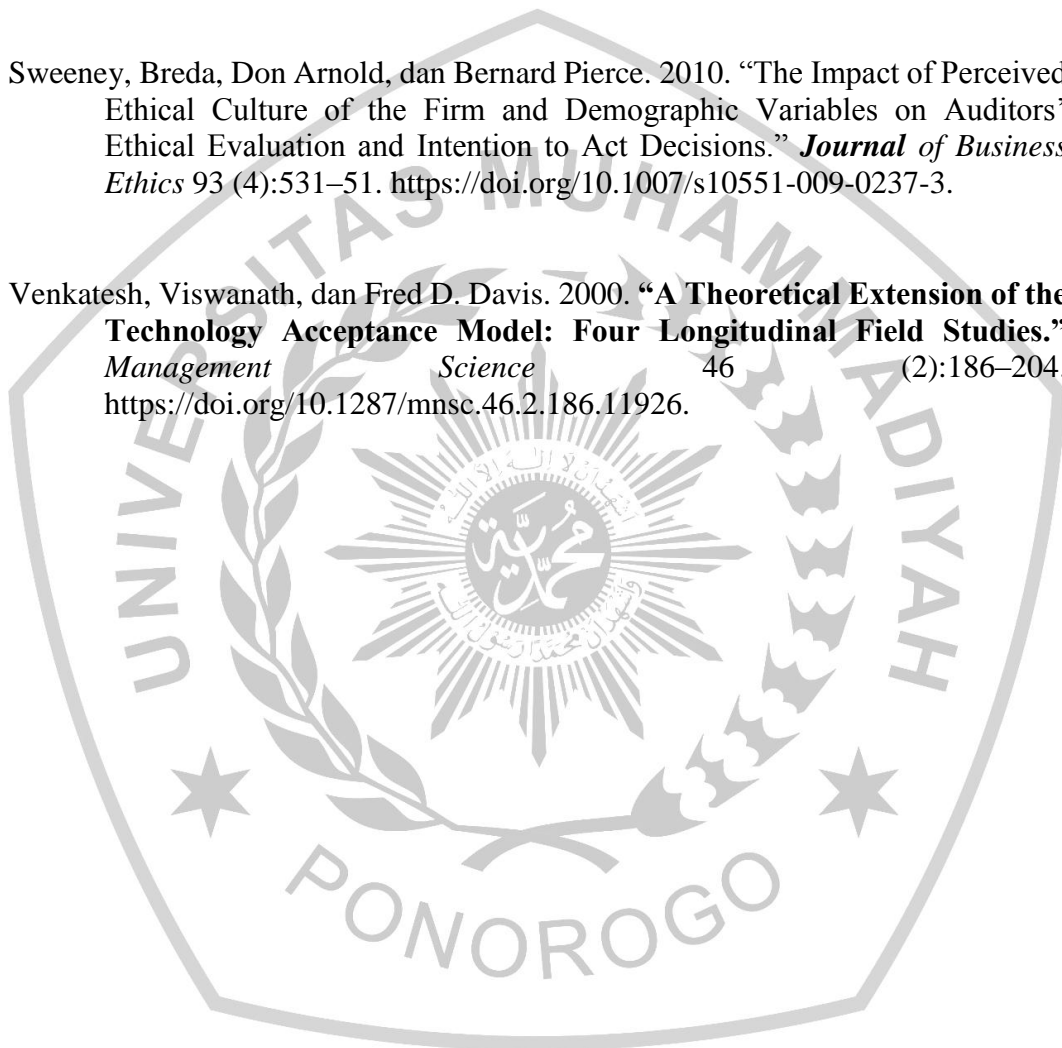 Sweeney, Breda, Don Arnold, dan Bernard Pierce. 2010. “The Impact of Perceived
Ethical Culture of the Firm and Demographic Variables on Auditors’
Ethical Evaluation and Intention to Act Decisions.” Journal of Business
Ethics 93 (4):531–51. https://doi.org/10.1007/s10551-009-0237-3.
Venkatesh, Viswanath, dan Fred D. Davis. 2000. “A Theoretical Extension of the
Technology Acceptance Model: Four Longitudinal Field Studies.”
Management Science 46 (2):186–204.
https://doi.org/10.1287/mnsc.46.2.186.11926.
UNIVERSITAS MUHAMMADIYAH
PONOROGO
محمدية